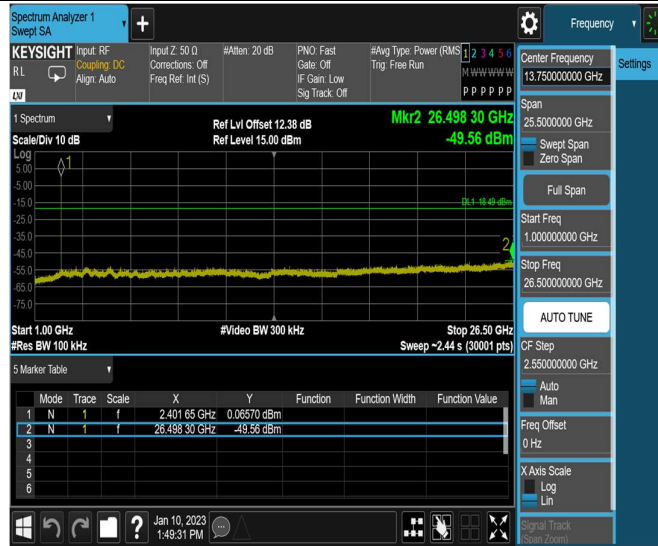 Spectrum Analyzer 1
Swept SA
+
Frequency
KEYSIGHT
R L
LXI
Input: RF
Coupling: DC
Align: Auto
Input Z: 50 Ω
Corrections: Off
Freq Ref: Int (S)
#Atten: 20 dB
PNO: Fast
Gate: Off
IF Gain: Low
Sig Track: Off
#Avg Type: Power (RMS
Trig: Free Run
1 2 3 4 5 6
M W W W W W
P P P P P P
1 Spectrum
Scale/Div 10 dB
Ref Lvl Offset 12.38 dB
Ref Level 15.00 dBm
Mkr2 26.498 30 GHz
-49.56 dBm
Log
5.00
-5.00
-15.0
-25.0
-35.0
-45.0
-55.0
-65.0
-75.0
1
DL1 -18.49 dBm
2
Start 1.00 GHz
#Res BW 100 kHz
#Video BW 300 kHz
Stop 26.50 GHz
Sweep ~2.44 s (30001 pts)
5 Marker Table
Mode Trace Scale X Y Function Function Width Function Value
1 N 1 f 2.401 65 GHz 0.06570 dBm
2 N 1 f 26.498 30 GHz -49.56 dBm
3
4
5
6
?
Jan 10, 2023
1:49:31 PM
Center Frequency
13.750000000 GHz
Settings
Span
25.5000000 GHz
Swept Span
Zero Span
Full Span
Start Freq
1.000000000 GHz
Stop Freq
26.500000000 GHz
AUTO TUNE
CF Step
2.550000000 GHz
Auto
Man
Freq Offset
0 Hz
X Axis Scale
Log
Lin
Signal Track
(Span Zoom)